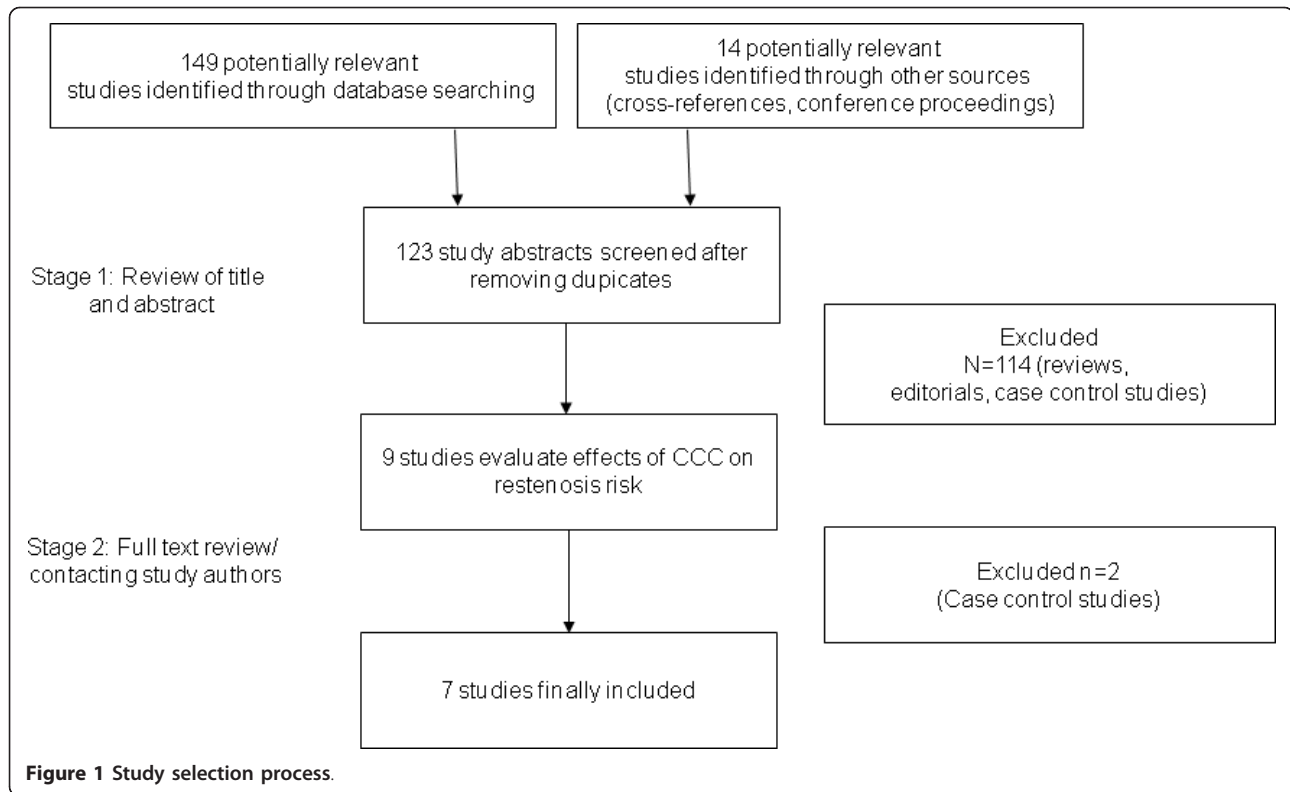 149 potentially relevant
studies identified through database searching
14 potentially relevant
studies identified through other sources
(cross-references, conference proceedings)
123 study abstracts screened after
removing dupicates
Stage 1: Review of title
and abstract
Excluded
N=114 (reviews,
editorials, case control studies)
9 studies evaluate effects of CCC on
restenosis risk
Stage 2: Full text review/
contacting study authors
Excluded n=2
(Case control studies)
7 studies finally included
Figure 1 Study selection process.